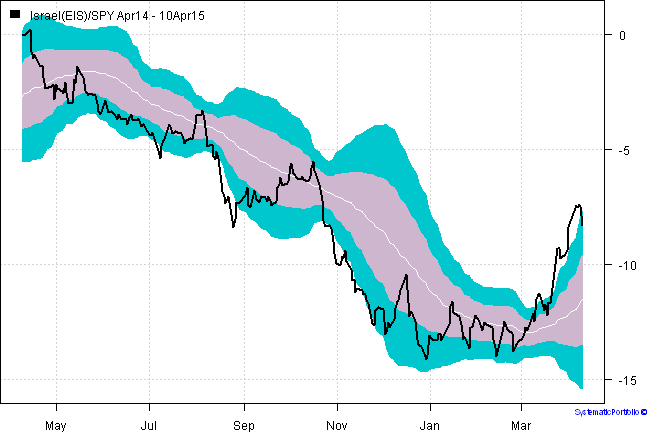 Israel(EIS)/SPY Apr14 - 10Apr15
0
-5
-10
-15
May Jul Sep Nov Jan Mar
SystematicPortfolio ©